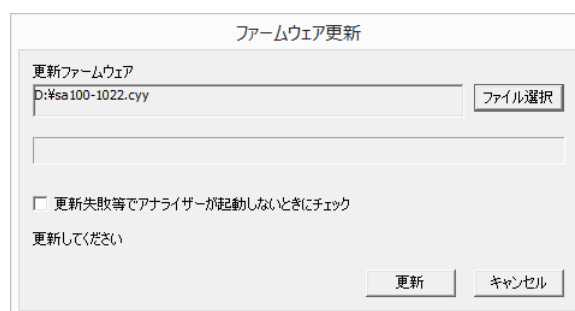 ファームウェア更新
更新ファームウェア
D:¥sa100-1022.cyy
ファイル選択
更新失敗等でアナライザーが起動しないときにチェック
更新してください
更新
キャンセル